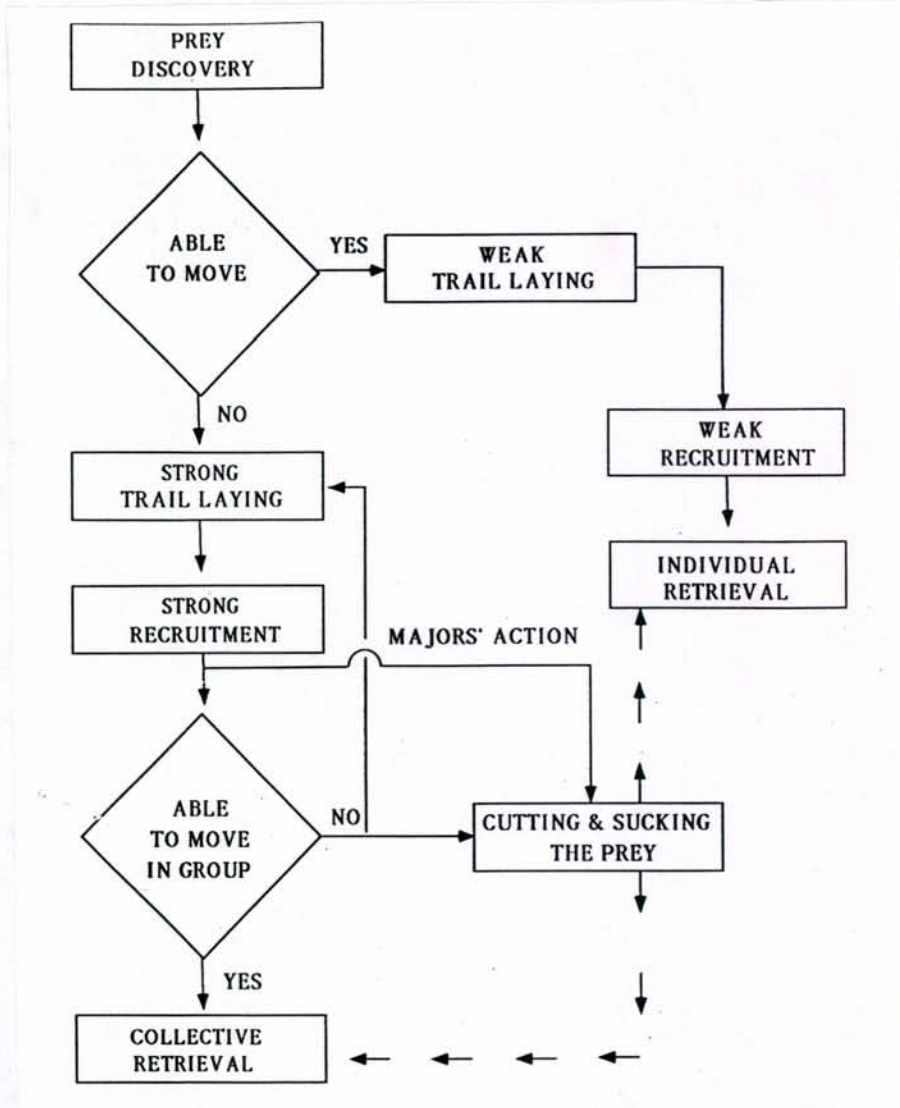 PREY
DISCOVERY
ABLE
TO MOVE
YES
WEAK
TRAIL LAYING
NO
WEAK
RECRUITMENT
STRONG
TRAIL LAYING
INDIVIDUAL
RETRIEVAL
STRONG
RECRUITMENT
MAJORS' ACTION
ABLE
TO MOVE
IN GROUP
NO
CUTTING & SUCKING
THE PREY
YES
COLLECTIVE
RETRIEVAL